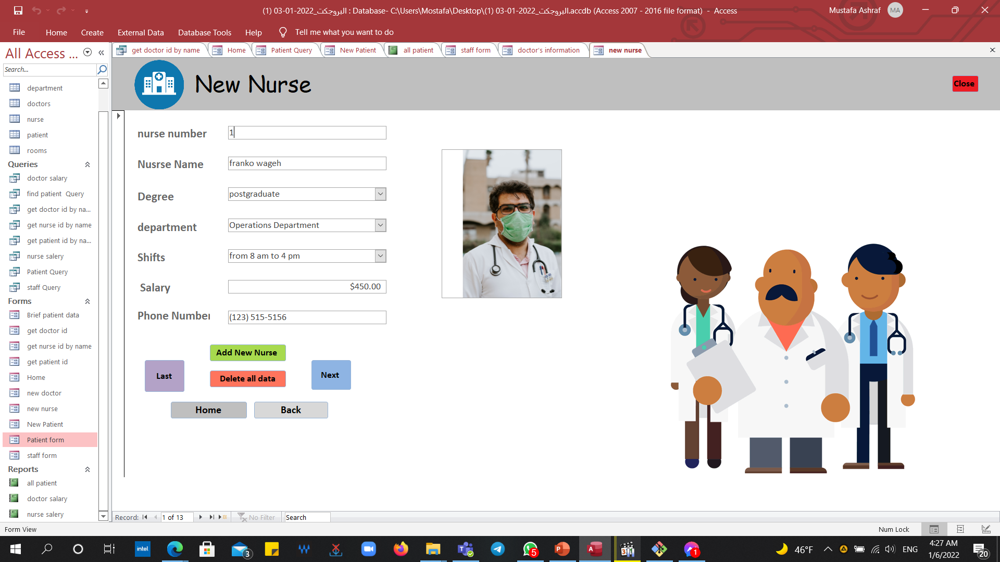 البروجكت_2022-01-03 (1) : Database- C:\Users\Mostafa\Desktop\البروجكت_2022-01-03 (1).accdb (Access 2007 - 2016 file format) - Access
Mustafa Ashraf MA
File Home Create External Data Database Tools Help Tell me what you want to do
All Access ...
Search...
department
doctors
nurse
patient
rooms
Queries
doctor salary
find patient Query
get doctor id by na...
get nurse id by name
get patient id by na...
nurse salery
Patient Query
staff Query
Forms
Brief patient data
get doctor id
get nurse id by name
get patient id
Home
new doctor
new nurse
New Patient
Patient form
staff form
Reports
all patient
doctor salary
nurse salery
get doctor id by name Home Patient Query New Patient all patient staff form doctor's information new nurse
New Nurse
Close
nurse number 1
Nusrse Name franko wageh
Degree postgraduate
department Operations Department
Shifts from 8 am to 4 pm
Salary $450.00
Phone Number (123) 515-5156
Add New Nurse
Last
Delete all data
Next
Home Back
Record: 1 of 13 No Filter Search
Form View
Num Lock
intel
3
5
1
46°F
ENG
4:27 AM
1/6/2022
20